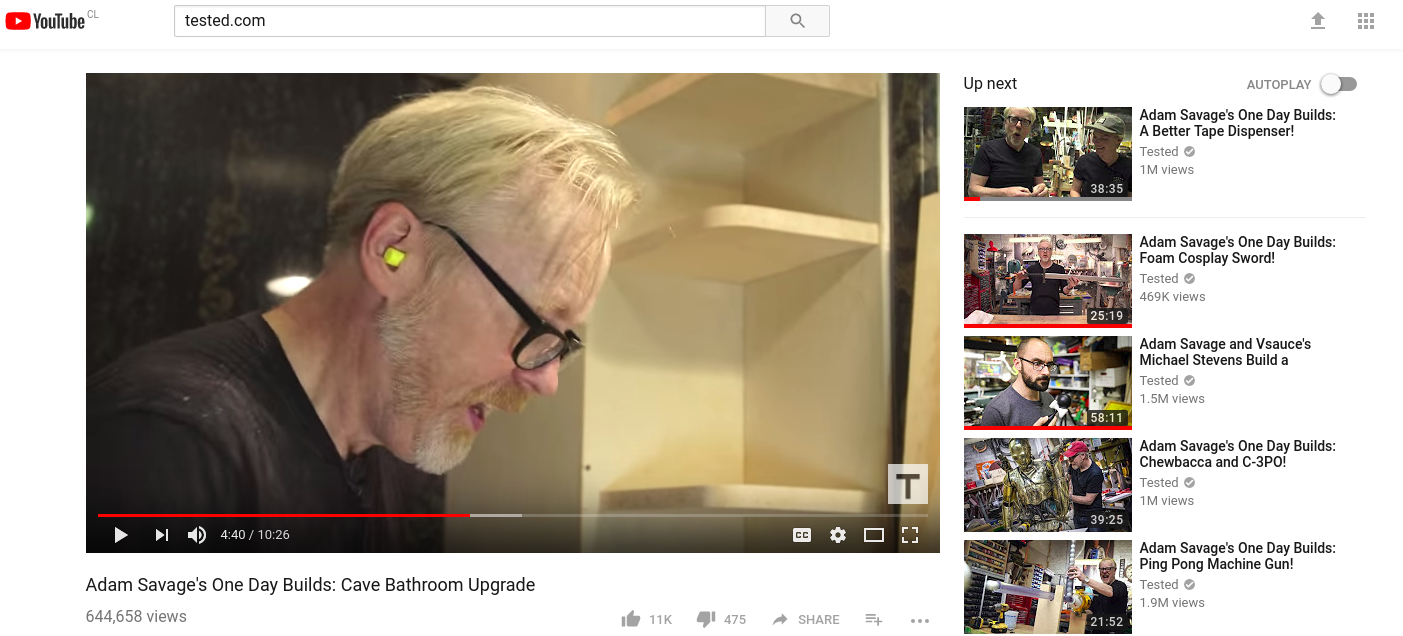 YouTube CL
tested.com
T
4:40 / 10:26
CC
Adam Savage's One Day Builds: Cave Bathroom Upgrade
644,658 views
11K
475
SHARE
Up next
AUTOPLAY
38:35
Adam Savage's One Day Builds:
A Better Tape Dispenser!
Tested
1M views
25:19
Adam Savage's One Day Builds:
Foam Cosplay Sword!
Tested
469K views
58:11
Adam Savage and Vsauce's
Michael Stevens Build a
Tested
1.5M views
39:25
Adam Savage's One Day Builds:
Chewbacca and C-3PO!
Tested
1M views
21:52
Adam Savage's One Day Builds:
Ping Pong Machine Gun!
Tested
1.9M views